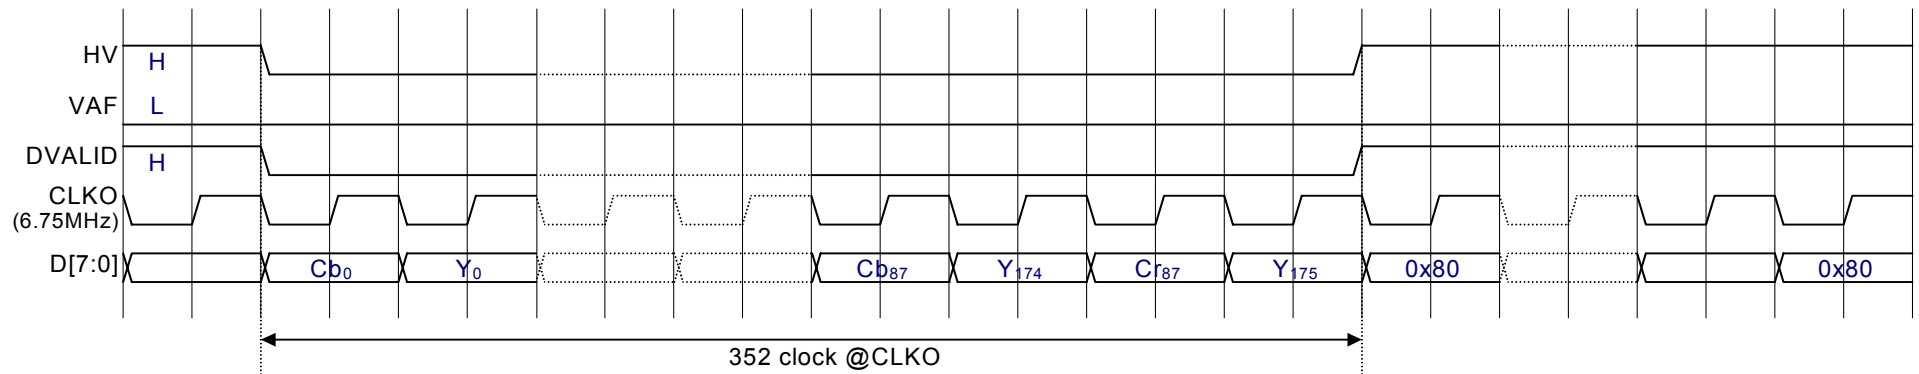 HV H
VAF L
DVALID H
CLKO
(6.75MHz)
D[7:0] Cb₀ Y₀ Cb₈₇ Y₁₇₄ Cr₈₇ Y₁₇₅ 0x80 0x80
352 clock @CLKO